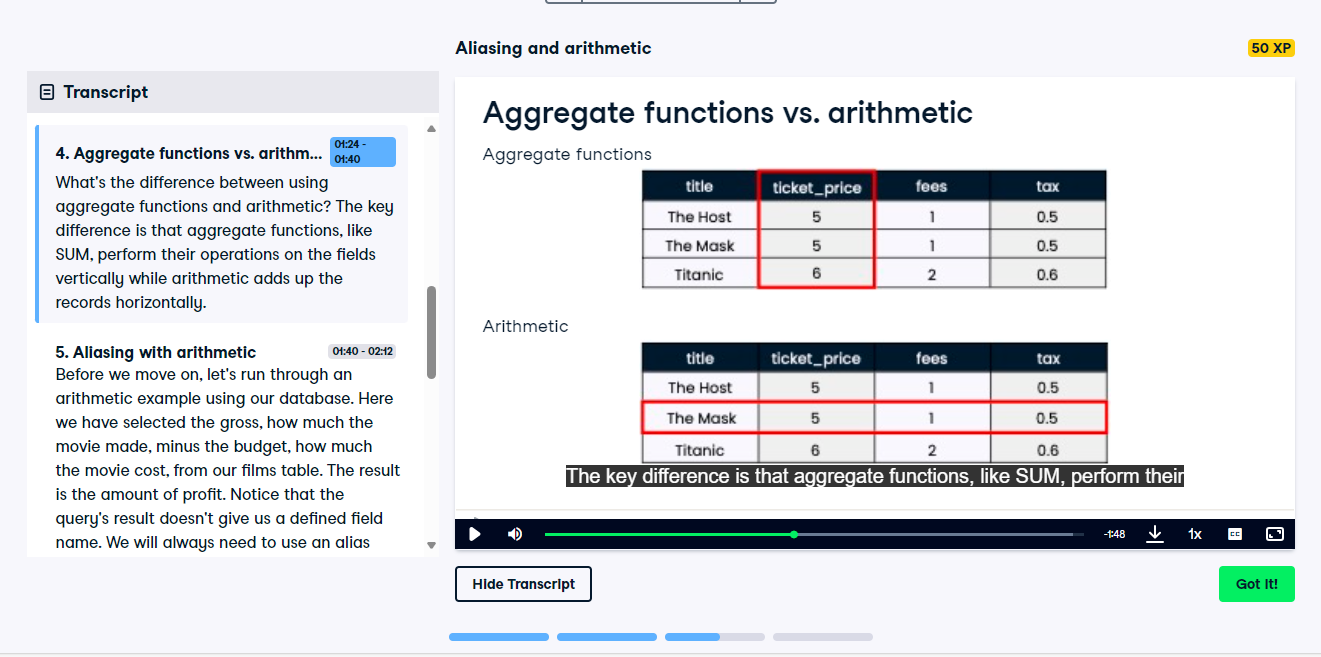 Aliasing and arithmetic
50 XP
Transcript
4. Aggregate functions vs. arithm...
01:24 -
01:40
What's the difference between using
aggregate functions and arithmetic? The key
difference is that aggregate functions, like
SUM, perform their operations on the fields
vertically while arithmetic adds up the
records horizontally.
5. Aliasing with arithmetic
01:40 - 02:12
Before we move on, let's run through an
arithmetic example using our database. Here
we have selected the gross, how much the
movie made, minus the budget, how much
the movie cost, from our films table. The result
is the amount of profit. Notice that the
query's result doesn't give us a defined field
name. We will always need to use an alias
Aggregate functions vs. arithmetic
Aggregate functions
title ticket_price fees tax
The Host 5 1 0.5
The Mask 5 1 0.5
Titanic 6 2 0.6
Arithmetic
title ticket_price fees tax
The Host 5 1 0.5
The Mask 5 1 0.5
Titanic 6 2 0.6
The key difference is that aggregate functions, like SUM, perform their
-1:48
1x
CC
Hide Transcript
Got It!